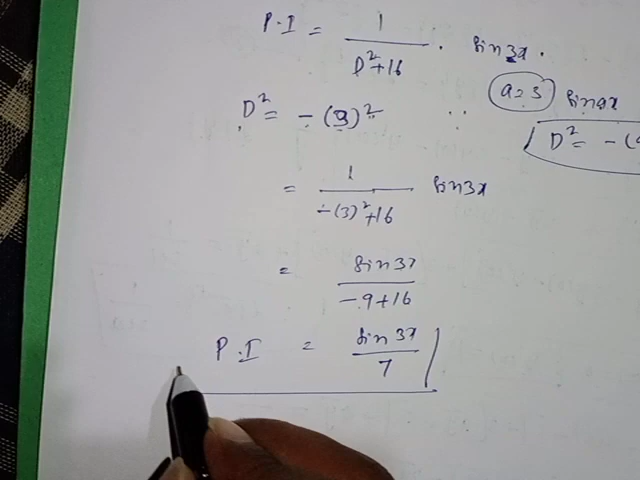 P.I = 1 / D²+16 . Sin3x.
D² = -(3)² ∵ a=3 Sinax
D² = -(
= 1 / -(3)²+16 Sin3x
= Sin3x / -9+16
P.I = Sin3x / 7